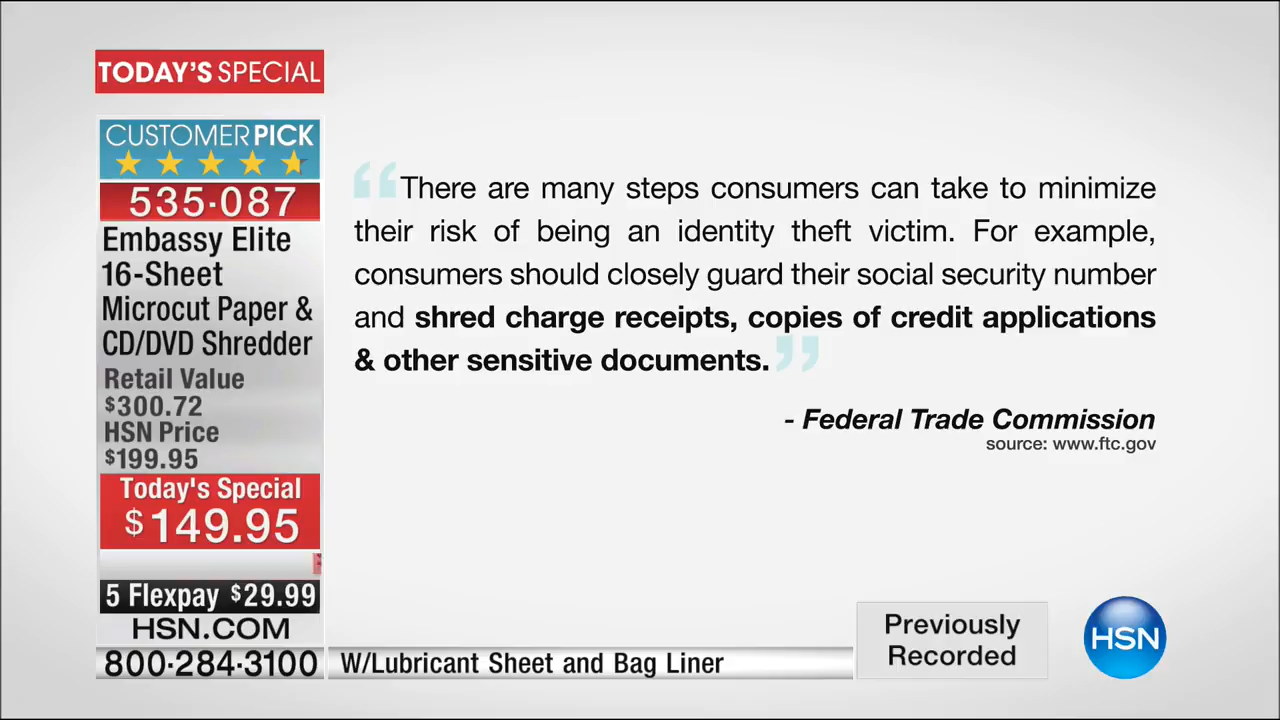 TODAY'S SPECIAL
CUSTOMER PICK
535·087
Embassy Elite
16-Sheet
Microcut Paper &
CD/DVD Shredder
Retail Value
$300.72
HSN Price
$199.95
Today's Special
$149.95
5 Flexpay $29.99
HSN.COM
800·284·3100
“There are many steps consumers can take to minimize
their risk of being an identity theft victim. For example,
consumers should closely guard their social security number
and shred charge receipts, copies of credit applications
& other sensitive documents.”
- Federal Trade Commission
source: www.ftc.gov
W/Lubricant Sheet and Bag Liner
Previously
Recorded
HSN